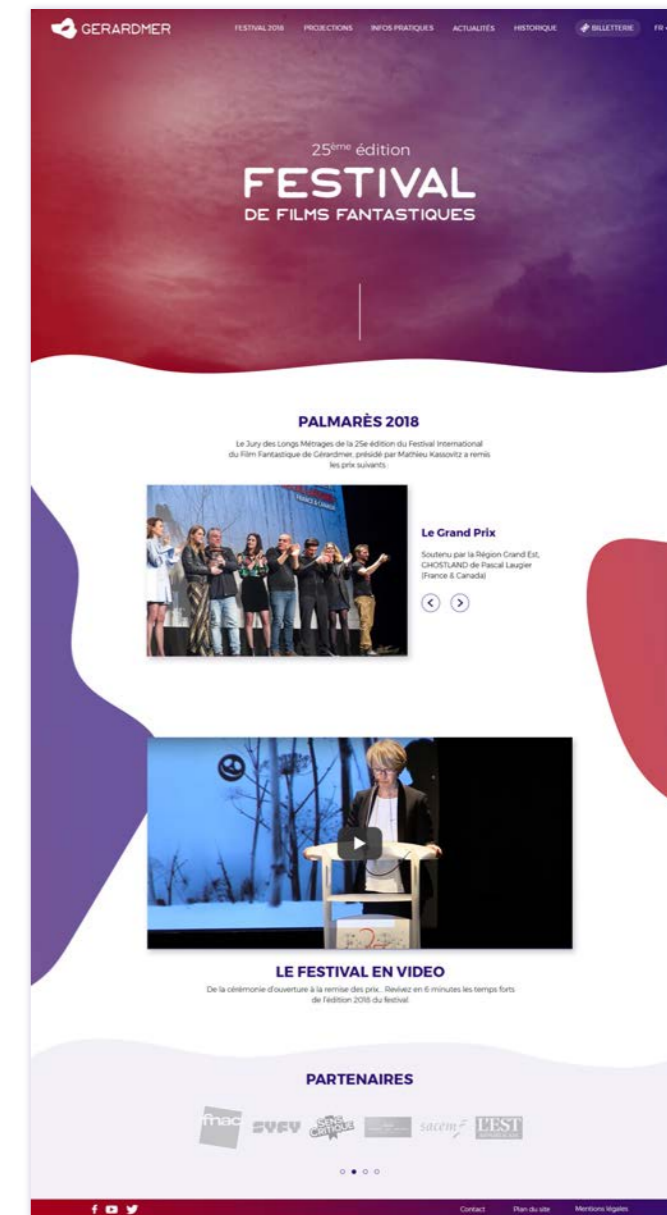 GERARDMER
FESTIVAL 2018 PROJECTIONS INFOS PRATIQUES ACTUALITÉS HISTORIQUE BILLETTERIE FR
25ème édition
FESTIVAL
DE FILMS FANTASTIQUES
PALMARÈS 2018
Le Jury des Longs Métrages de la 25e édition du Festival International
du Film Fantastique de Gérardmer, présidé par Mathieu Kassovitz a remis
les prix suivants :
FRANCE & CANADA
Le Grand Prix
Soutenu par la Région Grand Est,
GHOSTLAND de Pascal Laugier
(France & Canada)
LE FESTIVAL EN VIDEO
De la cérémonie d'ouverture à la remise des prix... Revivez en 6 minutes les temps forts
de l'édition 2018 du festival.
PARTENAIRES
fnac SYFY SENS CRITIQUE sacem L'EST
Contact Plan du site Mentions légales